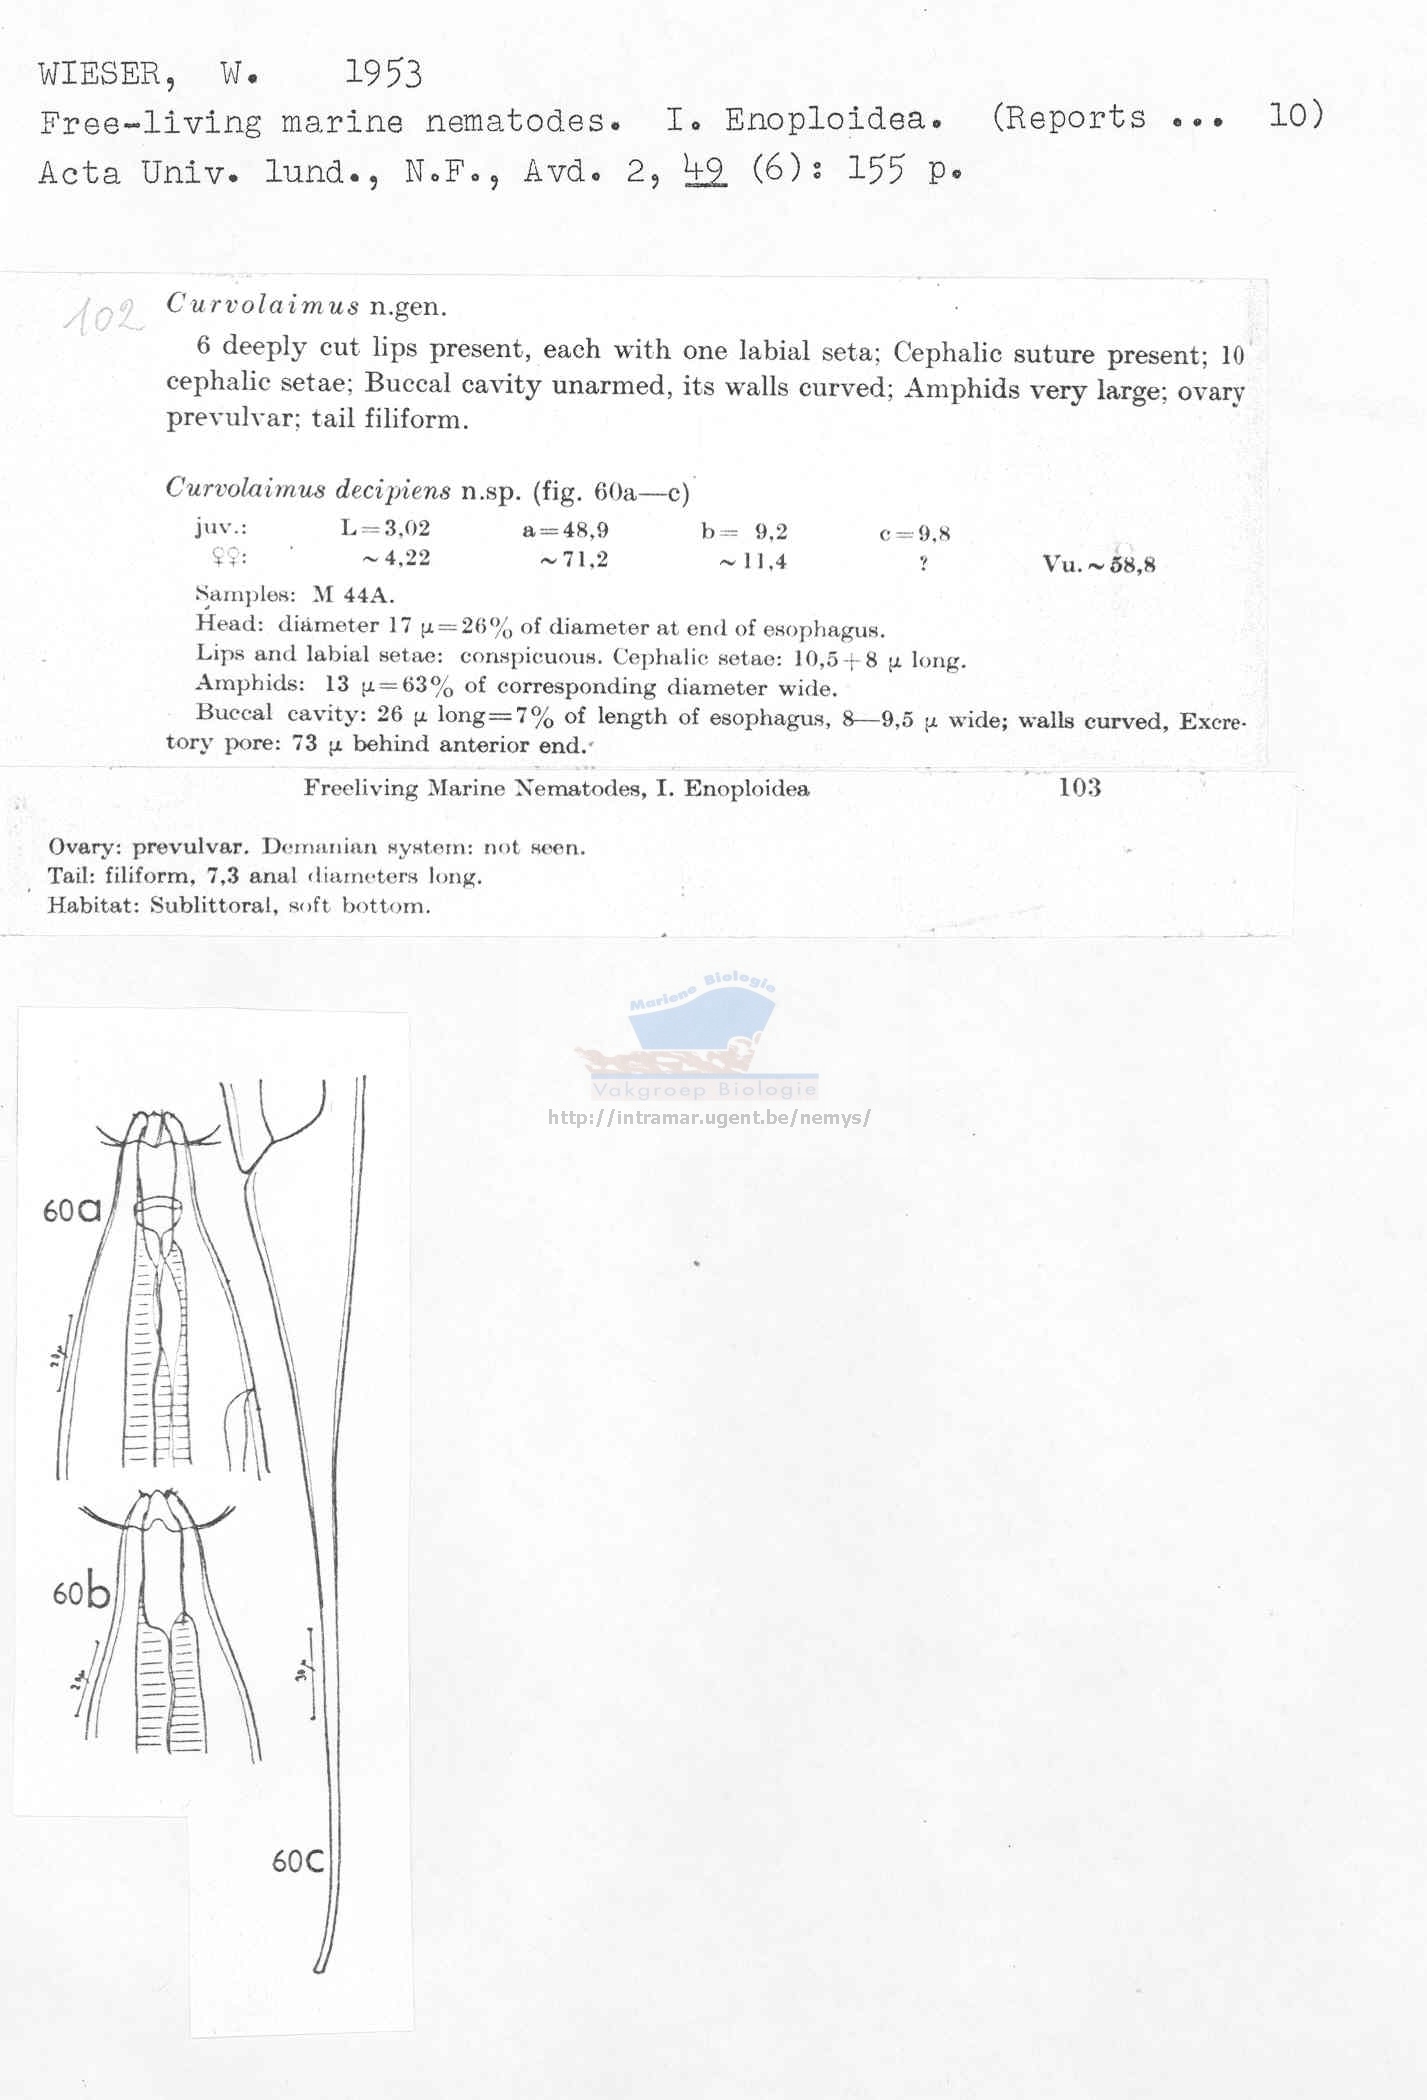 WIESER, W. 1953
Free-living marine nematodes. I. Enoploidea. (Reports ... 10)
Acta Univ. lund., N.F., Avd. 2, 49 (6): 155 p.
102
Curvolaimus n.gen.
6 deeply cut lips present, each with one labial seta; Cephalic suture present; 10
cephalic setae; Buccal cavity unarmed, its walls curved; Amphids very large; ovary
prevulvar; tail filiform.
Curvolaimus decipiens n.sp. (fig. 60a—c)
juv.: L=3,02 a=48,9 b= 9,2 c=9,8
♀♀: ~4,22 ~71,2 ~11,4 ? Vu.~58,8
Samples: M 44A.
Head: diameter 17 μ=26% of diameter at end of esophagus.
Lips and labial setae: conspicuous. Cephalic setae: 10,5+8 μ long.
Amphids: 13 μ=63% of corresponding diameter wide.
Buccal cavity: 26 μ long=7% of length of esophagus, 8—9,5 μ wide; walls curved, Excre-
tory pore: 73 μ behind anterior end.
Freeliving Marine Nematodes, I. Enoploidea 103
Ovary: prevulvar. Demanian system: not seen.
Tail: filiform, 7,3 anal diameters long.
Habitat: Sublittoral, soft bottom.
Mariene Biologie
Vakgroep Biologie
http://intramar.ugent.be/nemys/
60a
20μ
60b
20μ
30μ
60c